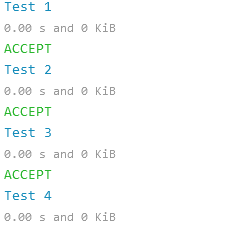 Test 1
0.00 s and 0 KiB
ACCEPT
Test 2
0.00 s and 0 KiB
ACCEPT
Test 3
0.00 s and 0 KiB
ACCEPT
Test 4
0.00 s and 0 KiB